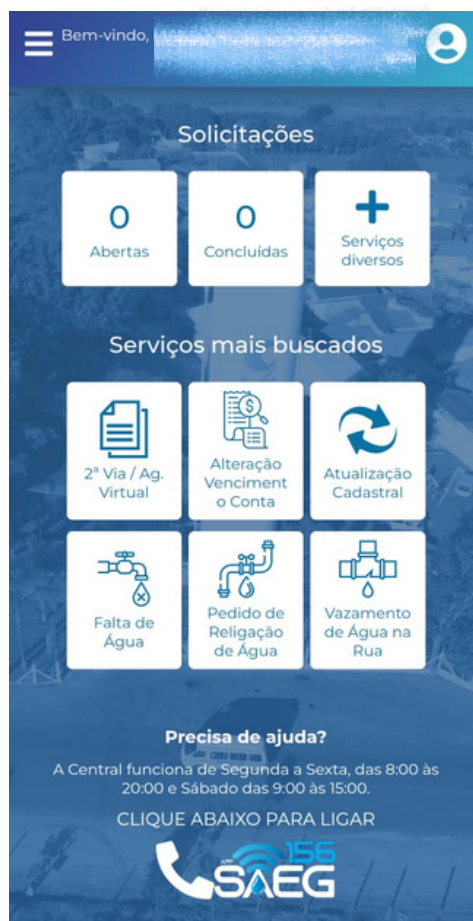 Bem-vindo,
Solicitações
0
Abertas
0
Concluídas
Serviços
diversos
Serviços mais buscados
2ª Via / Ag.
Virtual
Alteração
Venciment
o Conta
Atualização
Cadastral
Falta de
Água
Pedido de
Religação
de Água
Vazamento
de Água na
Rua
Precisa de ajuda?
A Central funciona de Segunda a Sexta, das 8:00 às
20:00 e Sábado das 9:00 às 15:00.
CLIQUE ABAIXO PARA LIGAR
APP
156
SAEG